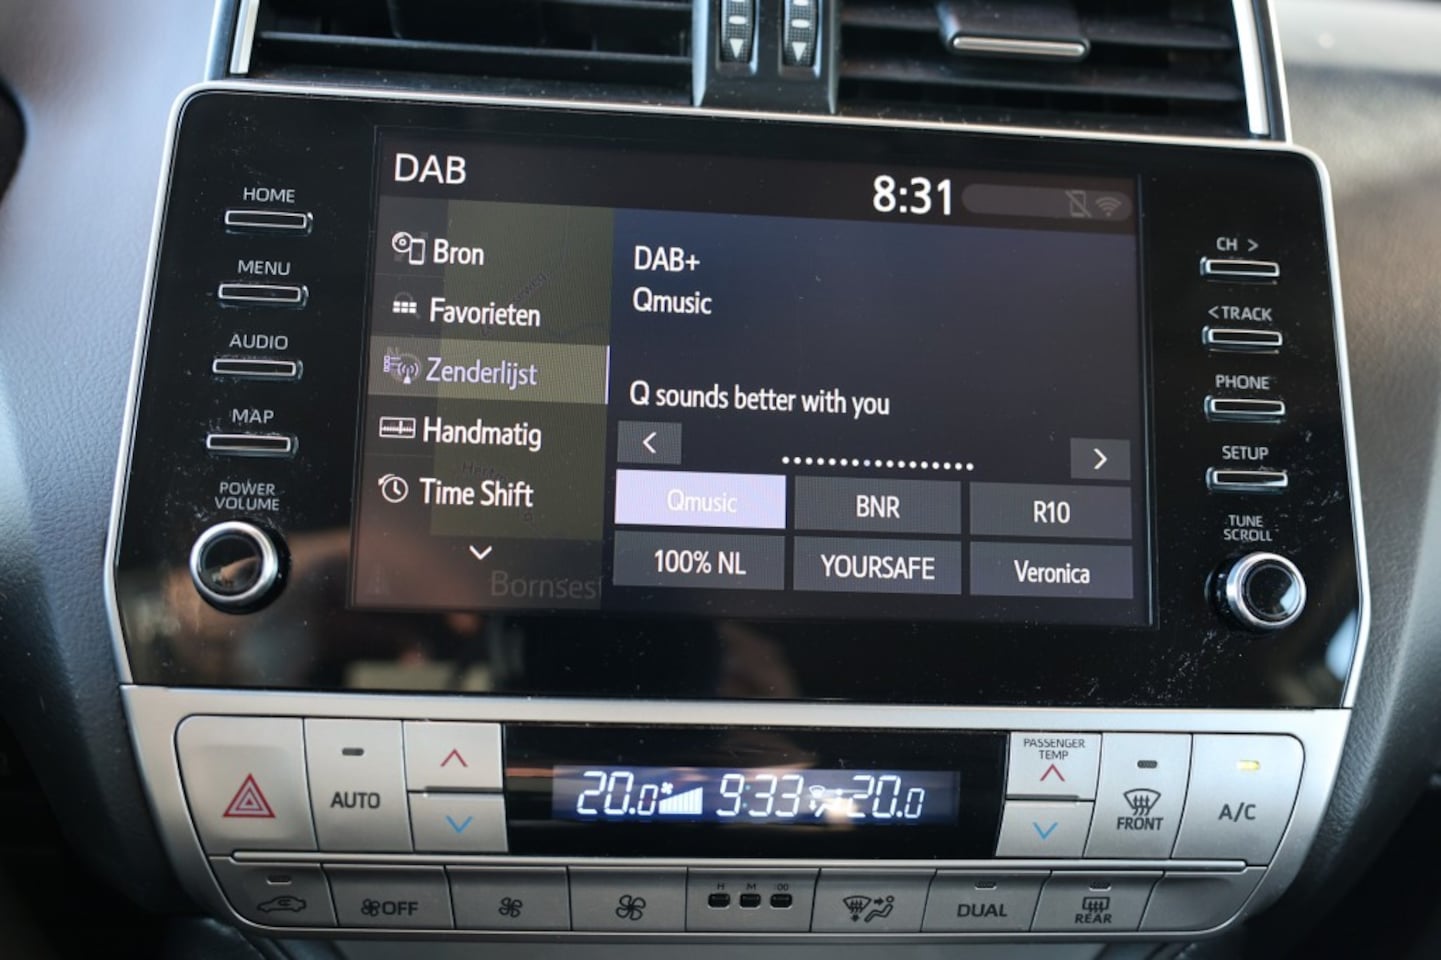 DAB
8:31
HOME
MENU
AUDIO
MAP
POWER
VOLUME
Bron
Favorieten
Zenderlijst
Handmatig
Time Shift
Bornses
DAB+
Qmusic
Q sounds better with you
Qmusic
BNR
R10
100% NL
YOURSAFE
Veronica
CH >
<TRACK
PHONE
SETUP
TUNE
SCROLL
AUTO
20.0 9:33 20.0
PASSENGER
TEMP
FRONT
A/C
OFF
H M :00
DUAL
REAR